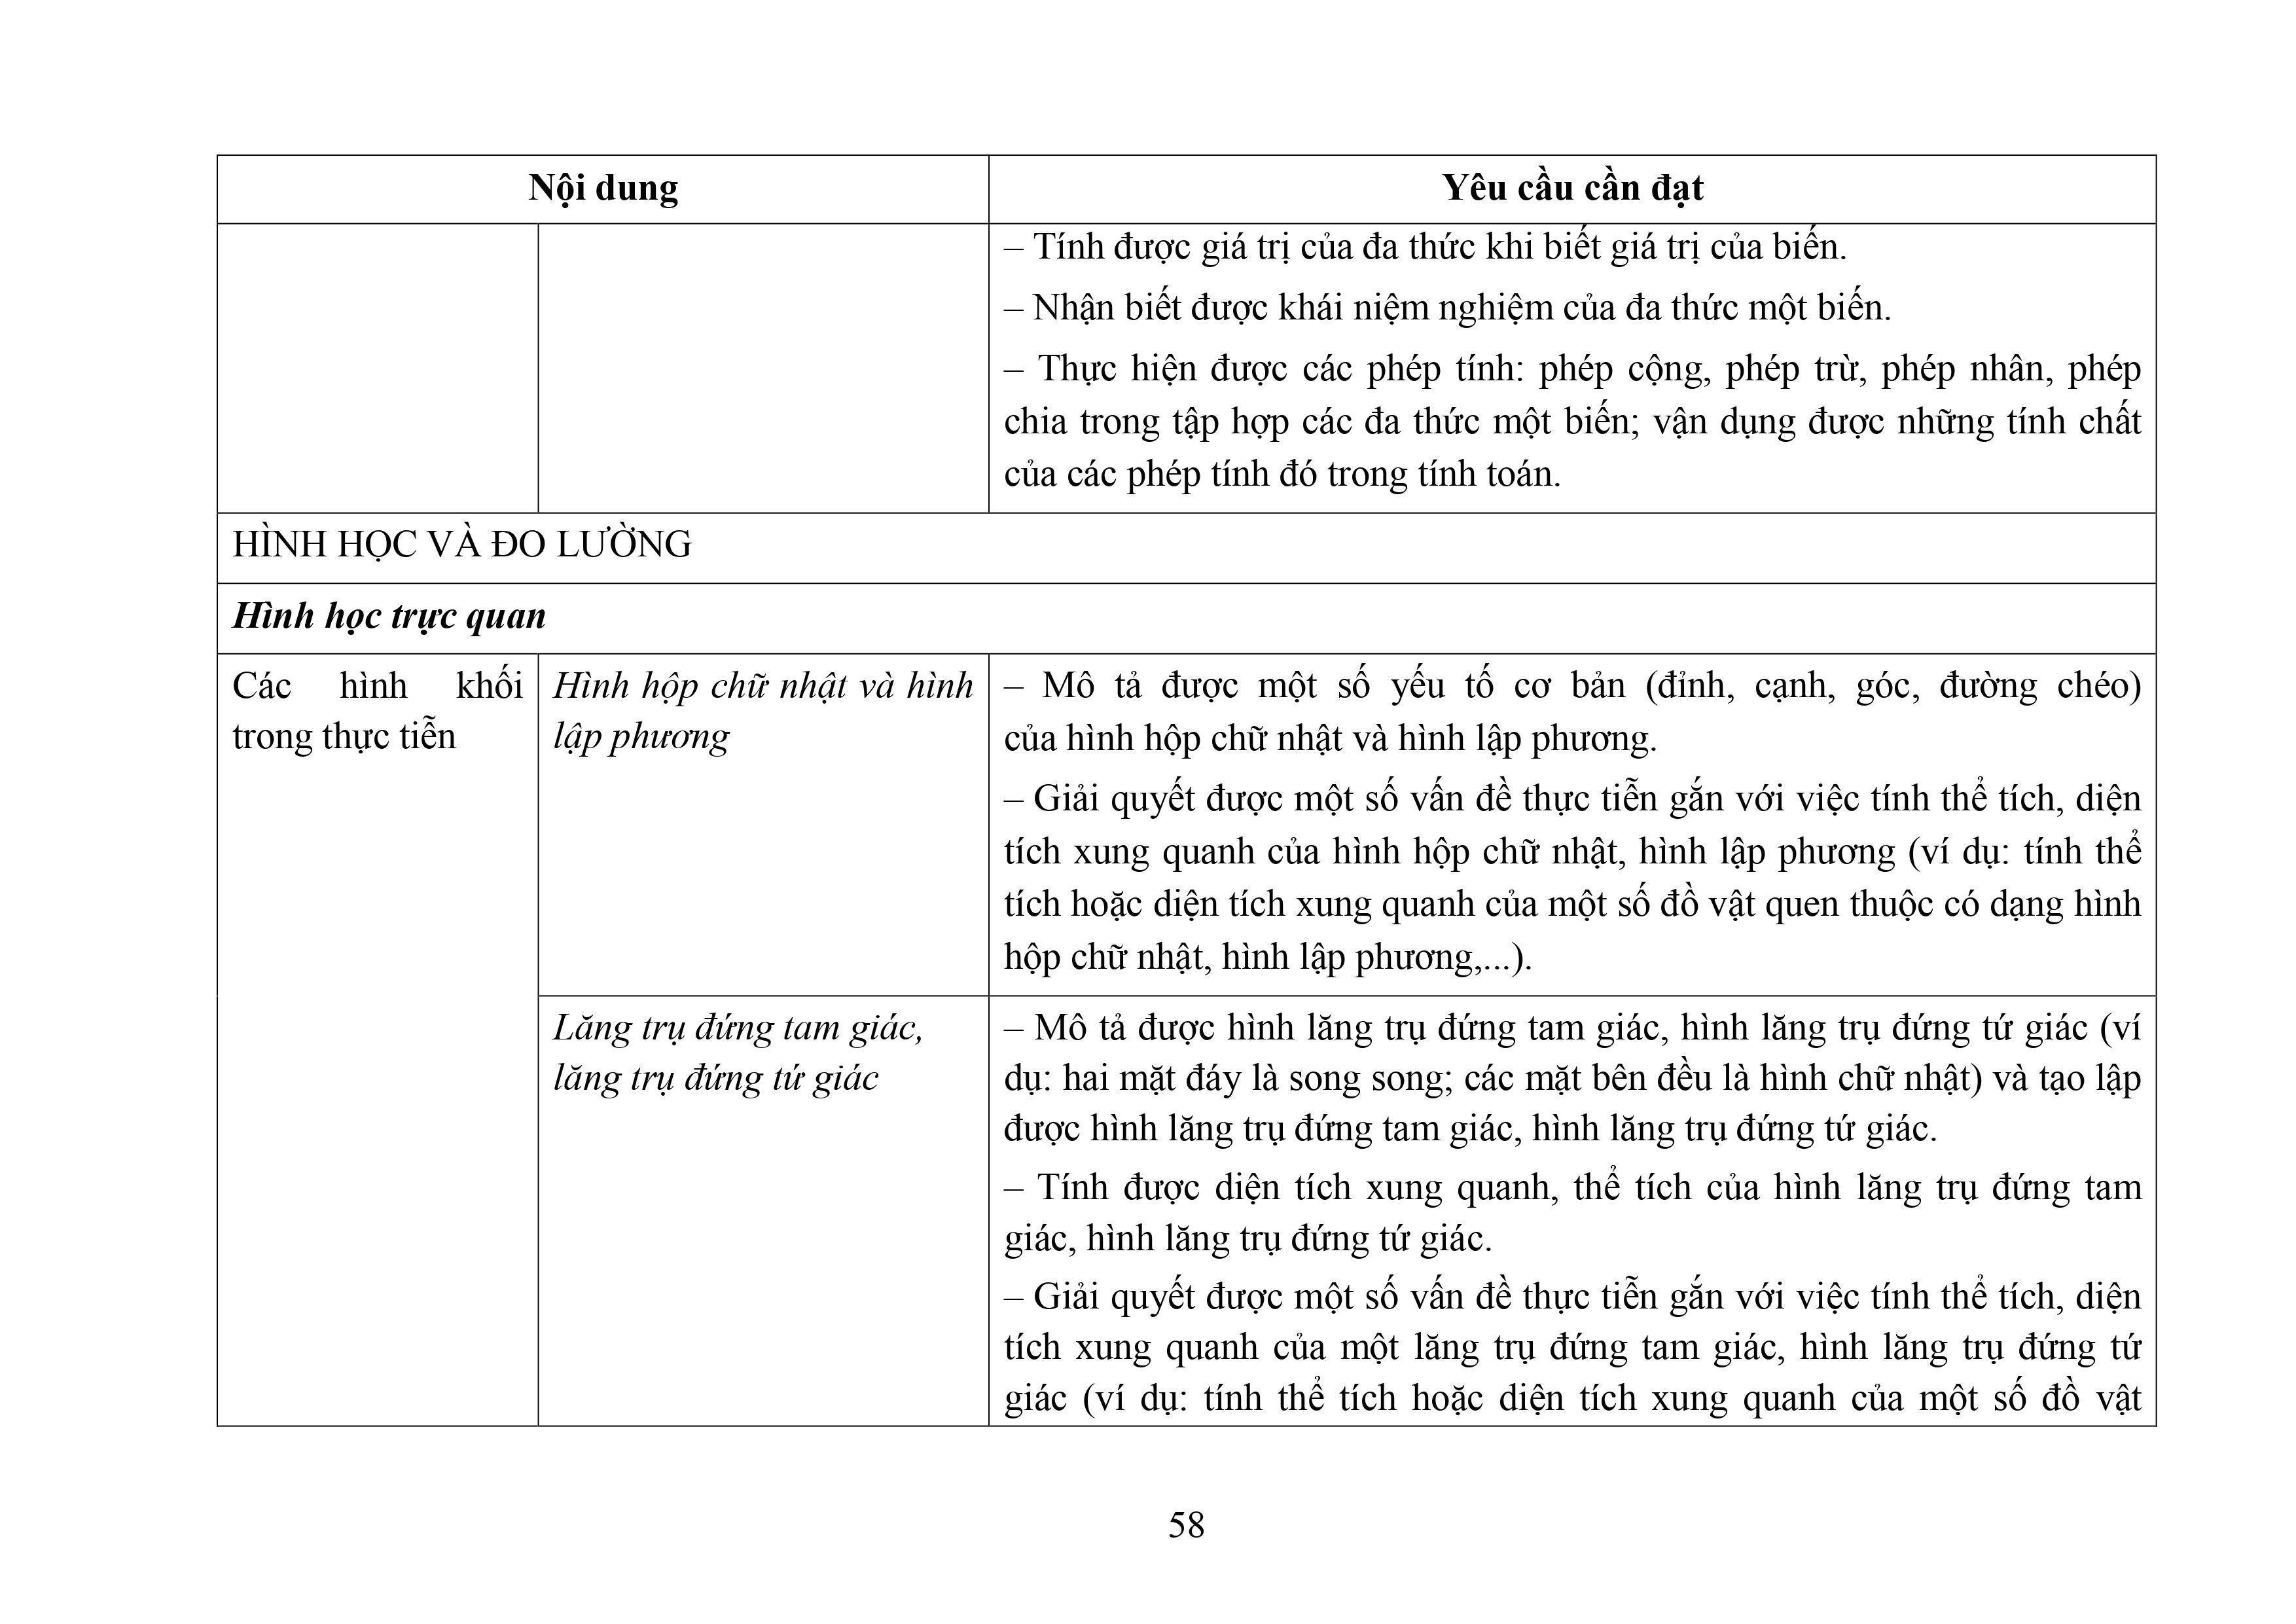 Nội dung
Yêu cầu cần đạt
– Tính được giá trị của đa thức khi biết giá trị của biến.
– Nhận biết được khái niệm nghiệm của đa thức một biến.
– Thực hiện được các phép tính: phép cộng, phép trừ, phép nhân, phép
chia trong tập hợp các đa thức một biến; vận dụng được những tính chất
của các phép tính đó trong tính toán.
HÌNH HỌC VÀ ĐO LƯỜNG
Hình học trực quan
Các hình khối
trong thực tiễn
Hình hộp chữ nhật và hình
lập phương
– Mô tả được một số yếu tố cơ bản (đỉnh, cạnh, góc, đường chéo)
của hình hộp chữ nhật và hình lập phương.
– Giải quyết được một số vấn đề thực tiễn gắn với việc tính thể tích, diện
tích xung quanh của hình hộp chữ nhật, hình lập phương (ví dụ: tính thể
tích hoặc diện tích xung quanh của một số đồ vật quen thuộc có dạng hình
hộp chữ nhật, hình lập phương,...).
Lăng trụ đứng tam giác,
lăng trụ đứng tứ giác
– Mô tả được hình lăng trụ đứng tam giác, hình lăng trụ đứng tứ giác (ví
dụ: hai mặt đáy là song song; các mặt bên đều là hình chữ nhật) và tạo lập
được hình lăng trụ đứng tam giác, hình lăng trụ đứng tứ giác.
– Tính được diện tích xung quanh, thể tích của hình lăng trụ đứng tam
giác, hình lăng trụ đứng tứ giác.
– Giải quyết được một số vấn đề thực tiễn gắn với việc tính thể tích, diện
tích xung quanh của một lăng trụ đứng tam giác, hình lăng trụ đứng tứ
giác (ví dụ: tính thể tích hoặc diện tích xung quanh của một số đồ vật
58